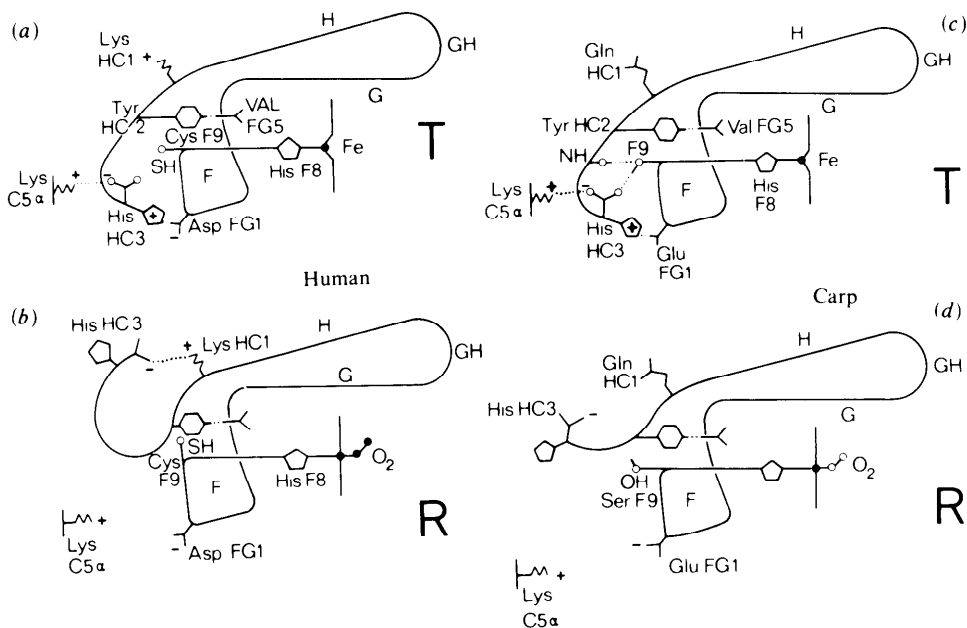 (a)
H
Lys
HC1 +
GH
G
Tyr
HC2
VAL
FG5
Cys F9
SH
Fe
T
His
F8
F
Lys
C5α
+
−
His
HC3
+
− Asp FG1
(c)
H
Gln
HC1
GH
G
Tyr HC2
Val FG5
F9
NH
Fe
T
His
F8
F
Lys
C5α
+
−
His
HC3
+
−
Glu
FG1
Human
Carp
(b)
His HC3
−
+ Lys HC1
H
GH
G
SH
Cys
F9
His F8
O2
F
R
− Asp FG1
+
Lys
C5α
(d)
H
Gln
HC1
GH
G
His HC3
−
OH
Ser F9
O2
F
R
−
Glu FG1
+
Lys
C5α